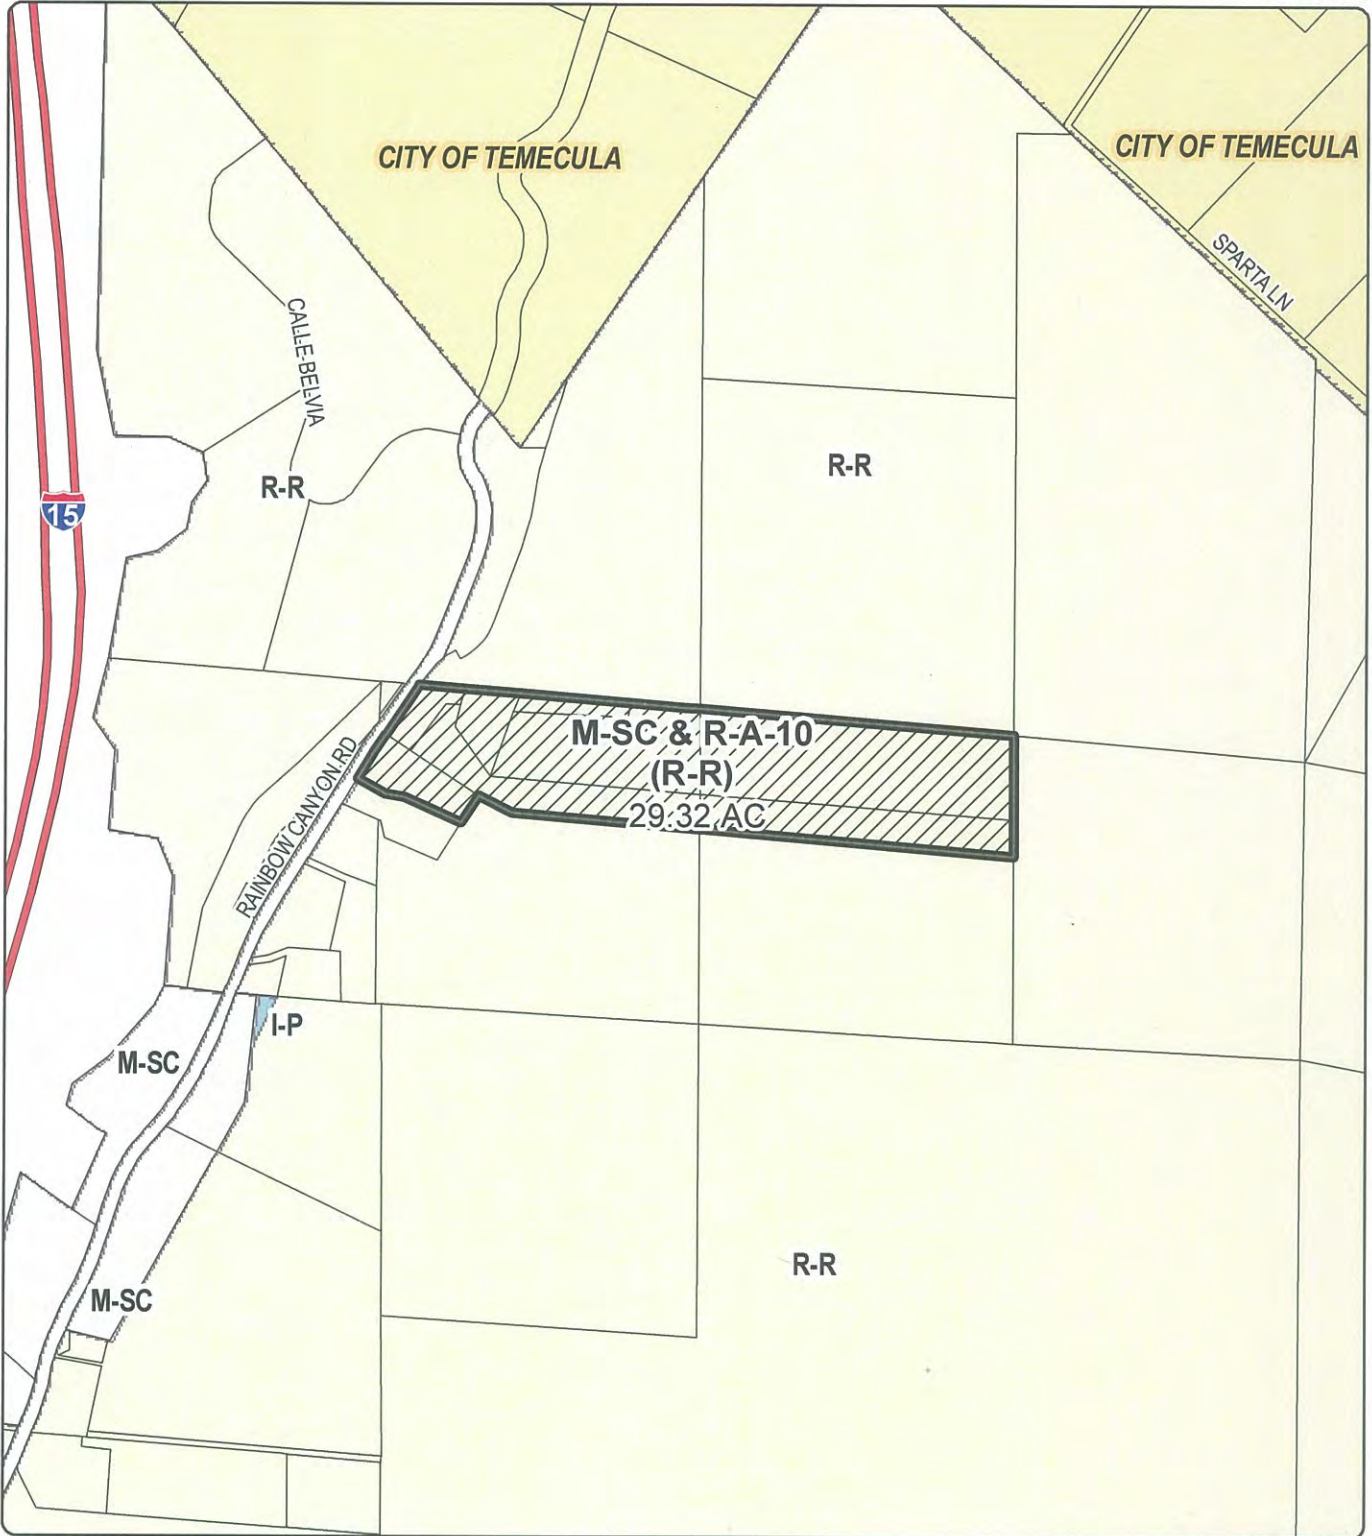 CITY OF TEMECULA
CITY OF TEMECULA
SPARTA LN
CALLE BELVIA
R-R
R-R
15
M-SC & R-A-10
(R-R)
29.32 AC
RAINBOW CANYON RD
I-P
M-SC
R-R
M-SC